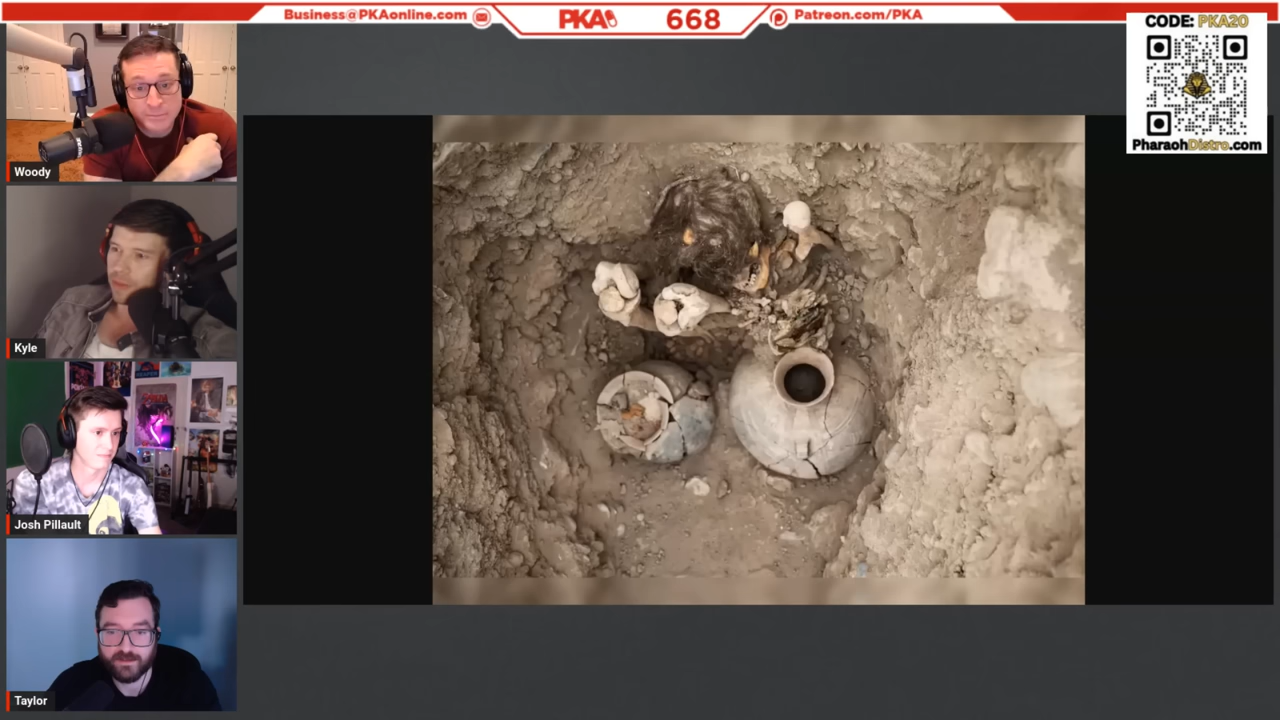 Business@PKAonline.com
PKA
668
Patreon.com/PKA
CODE: PKA20
PharaohDistro.com
Woody
Kyle
Josh Pillault
Taylor